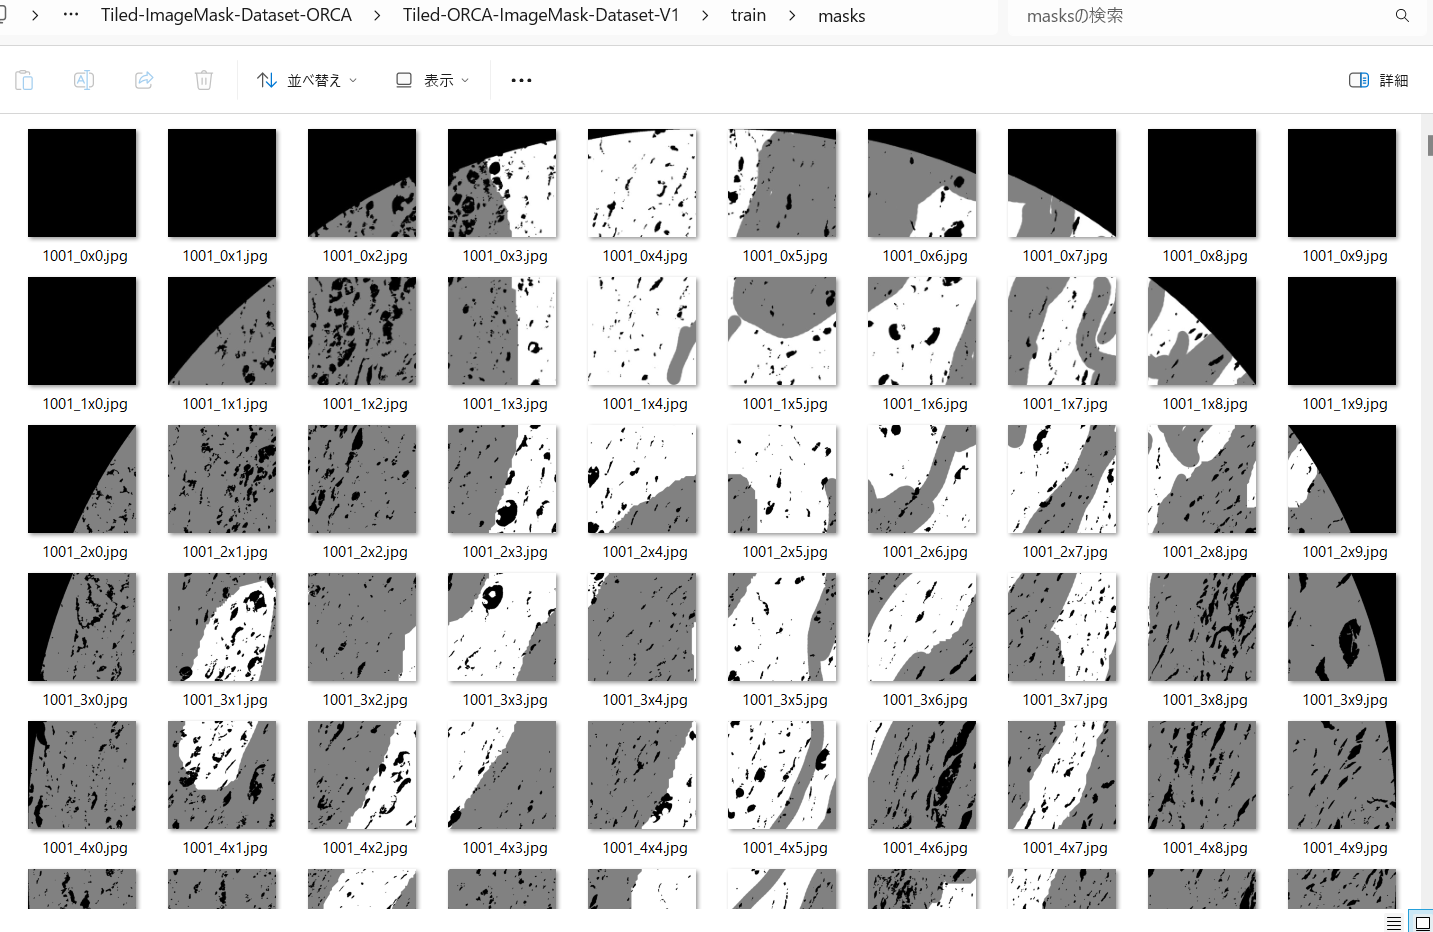 Tiled-ImageMask-Dataset-ORCA > Tiled-ORCA-ImageMask-Dataset-V1 > train > masks masksの検索
並べ替え 表示 詳細
1001_0x0.jpg 1001_0x1.jpg 1001_0x2.jpg 1001_0x3.jpg 1001_0x4.jpg 1001_0x5.jpg 1001_0x6.jpg 1001_0x7.jpg 1001_0x8.jpg 1001_0x9.jpg
1001_1x0.jpg 1001_1x1.jpg 1001_1x2.jpg 1001_1x3.jpg 1001_1x4.jpg 1001_1x5.jpg 1001_1x6.jpg 1001_1x7.jpg 1001_1x8.jpg 1001_1x9.jpg
1001_2x0.jpg 1001_2x1.jpg 1001_2x2.jpg 1001_2x3.jpg 1001_2x4.jpg 1001_2x5.jpg 1001_2x6.jpg 1001_2x7.jpg 1001_2x8.jpg 1001_2x9.jpg
1001_3x0.jpg 1001_3x1.jpg 1001_3x2.jpg 1001_3x3.jpg 1001_3x4.jpg 1001_3x5.jpg 1001_3x6.jpg 1001_3x7.jpg 1001_3x8.jpg 1001_3x9.jpg
1001_4x0.jpg 1001_4x1.jpg 1001_4x2.jpg 1001_4x3.jpg 1001_4x4.jpg 1001_4x5.jpg 1001_4x6.jpg 1001_4x7.jpg 1001_4x8.jpg 1001_4x9.jpg